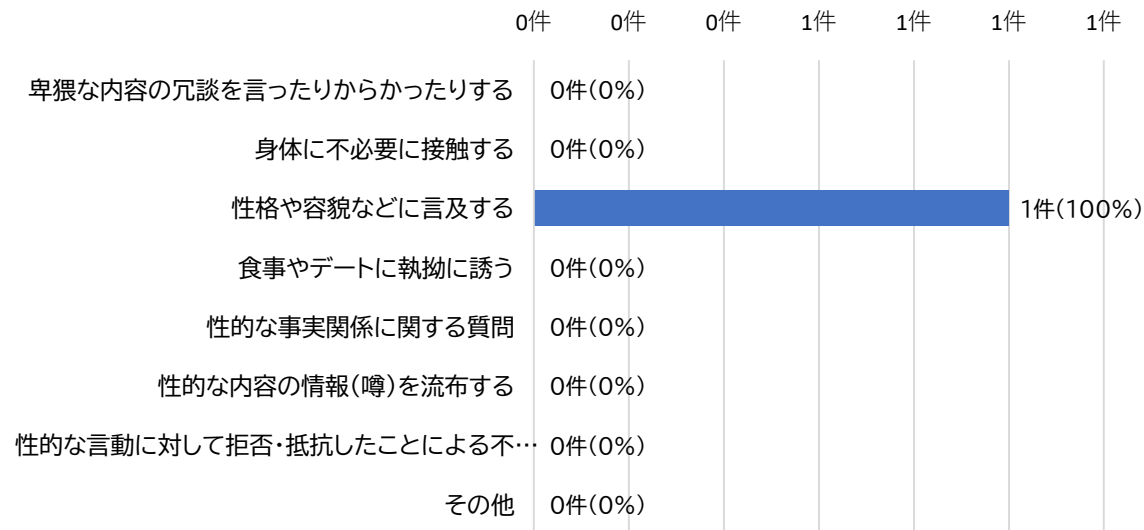 0件 0件 0件 1件 1件 1件 1件
卑猥な内容の冗談を言ったりからかったりする 0件(0%)
身体に不必要に接触する 0件(0%)
性格や容貌などに言及する 1件(100%)
食事やデートに執拗に誘う 0件(0%)
性的な事実関係に関する質問 0件(0%)
性的な内容の情報(噂)を流布する 0件(0%)
性的な言動に対して拒否・抵抗したことによる不… 0件(0%)
その他 0件(0%)